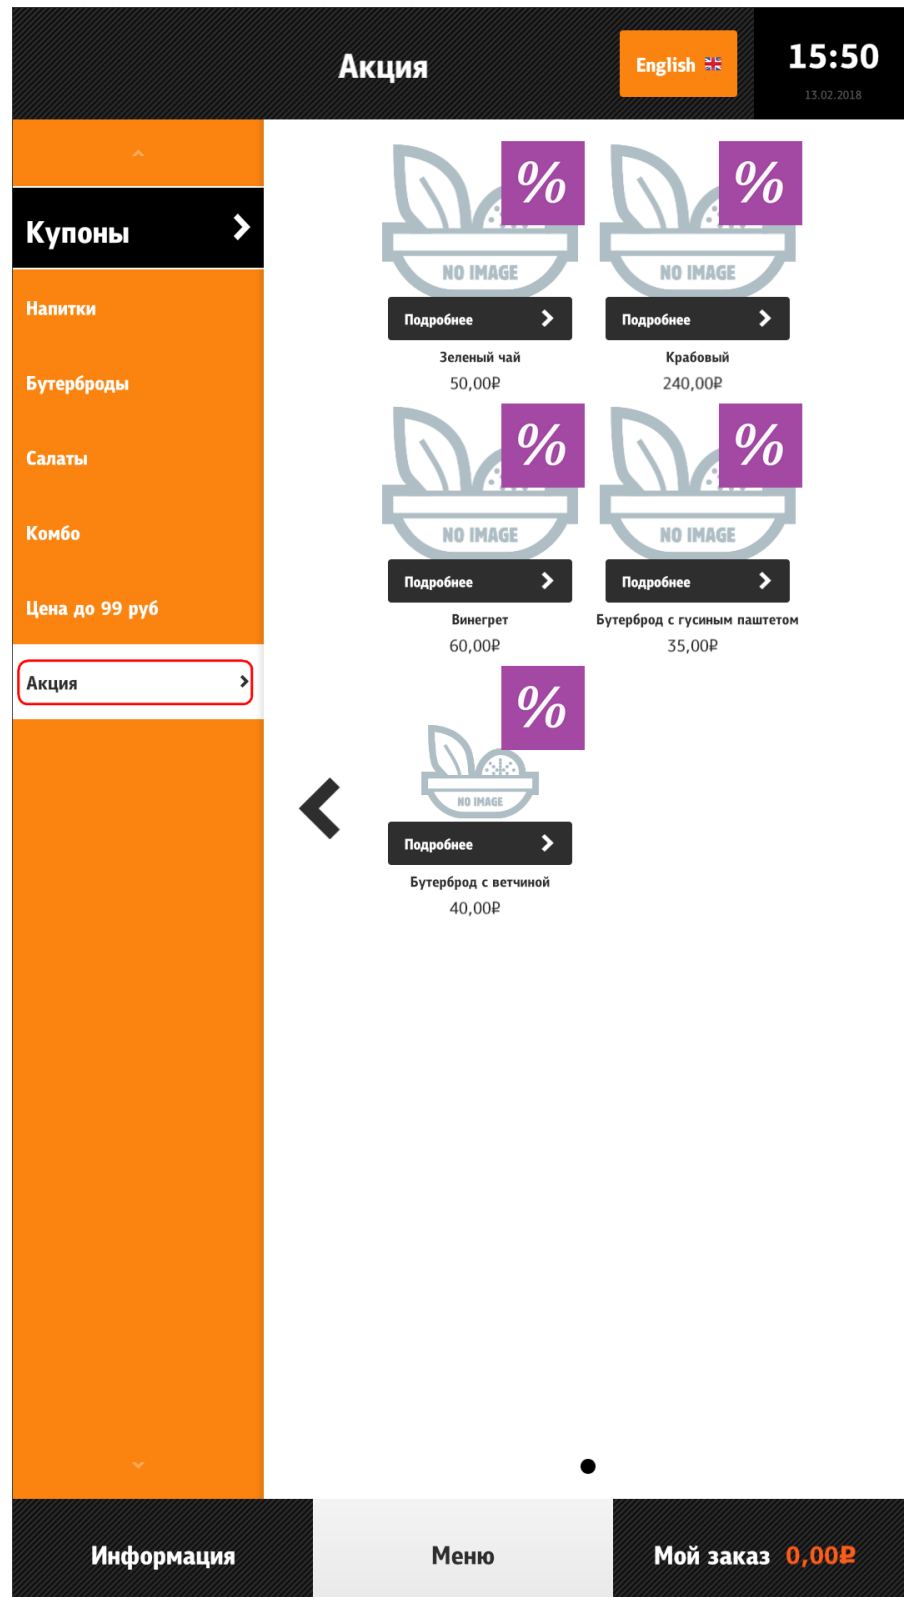 Акция
English
15:50
13.02.2018
Купоны
Напитки
Бутерброды
Салаты
Комбо
Цена до 99 руб
Акция
%
%
NO IMAGE
NO IMAGE
Подробнее
Подробнее
Зеленый чай
Крабовый
50,00₽
240,00₽
%
%
NO IMAGE
NO IMAGE
Подробнее
Подробнее
Винегрет
Бутерброд с гусиным паштетом
60,00₽
35,00₽
%
NO IMAGE
Подробнее
Бутерброд с ветчиной
40,00₽
Информация
Меню
Мой заказ 0,00₽